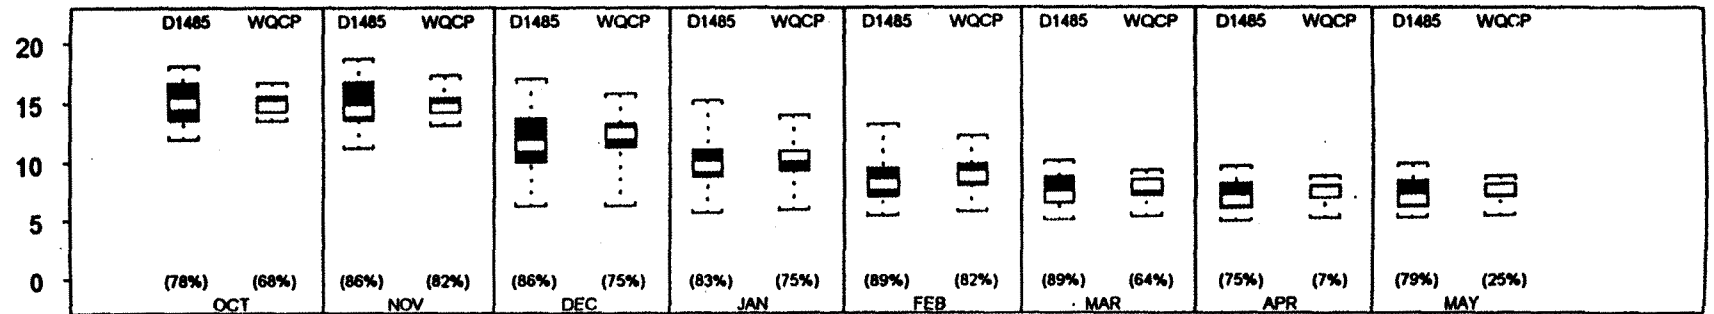 D1485 WQCP D1485 WQCP D1485 WQCP D1485 WQCP D1485 WQCP D1485 WQCP D1485 WQCP D1485 WQCP
20
15
10
5
0 (78%) (68%) (86%) (82%) (86%) (75%) (83%) (75%) (89%) (82%) (89%) (64%) (75%) (7%) (79%) (25%)
OCT NOV DEC JAN FEB MAR APR MAY